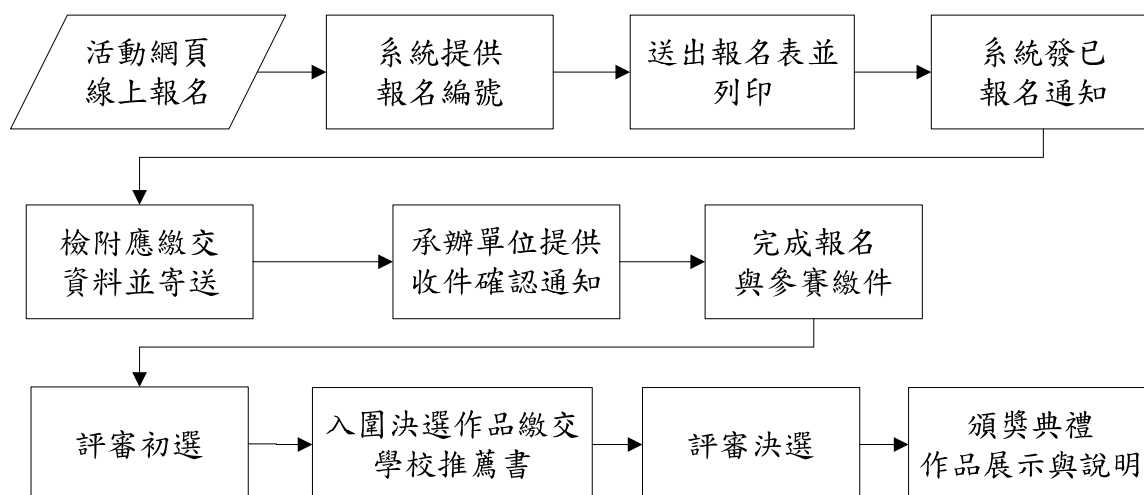 活動網頁
線上報名
系統提供
報名編號
送出報名表並
列印
系統發已
報名通知
檢附應繳交
資料並寄送
承辦單位提供
收件確認通知
完成報名
與參賽繳件
評審初選
入圍決選作品繳交
學校推薦書
評審決選
頒獎典禮
作品展示與說明